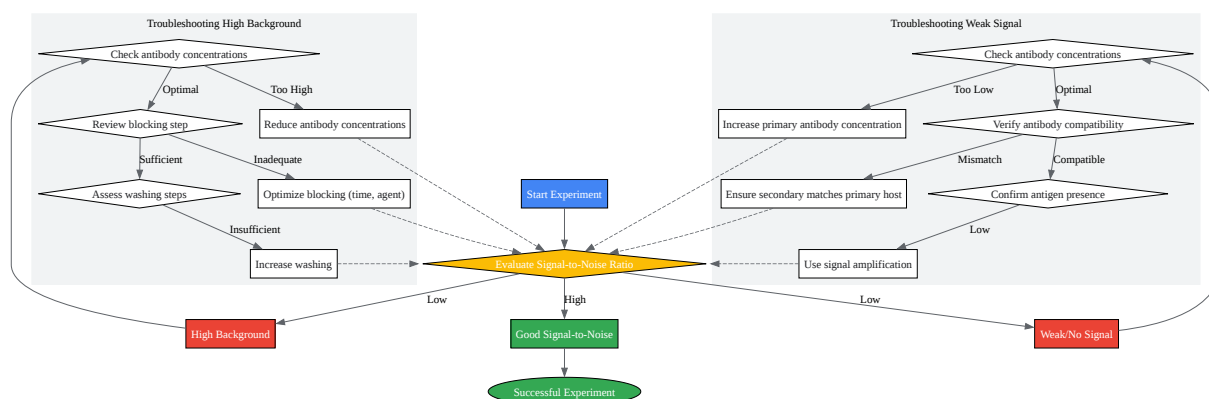 Troubleshooting High Background
Check antibody concentrations
Optimal
Too High
Review blocking step
Reduce antibody concentrations
Sufficient
Inadequate
Assess washing steps
Optimize blocking (time, agent)
Insufficient
Increase washing
Start Experiment
Evaluate Signal-to-Noise Ratio
Low
High
Low
High Background
Good Signal-to-Noise
Weak/No Signal
Successful Experiment
Troubleshooting Weak Signal
Check antibody concentrations
Too Low
Optimal
Increase primary antibody concentration
Verify antibody compatibility
Mismatch
Compatible
Ensure secondary matches primary host
Confirm antigen presence
Low
Use signal amplification